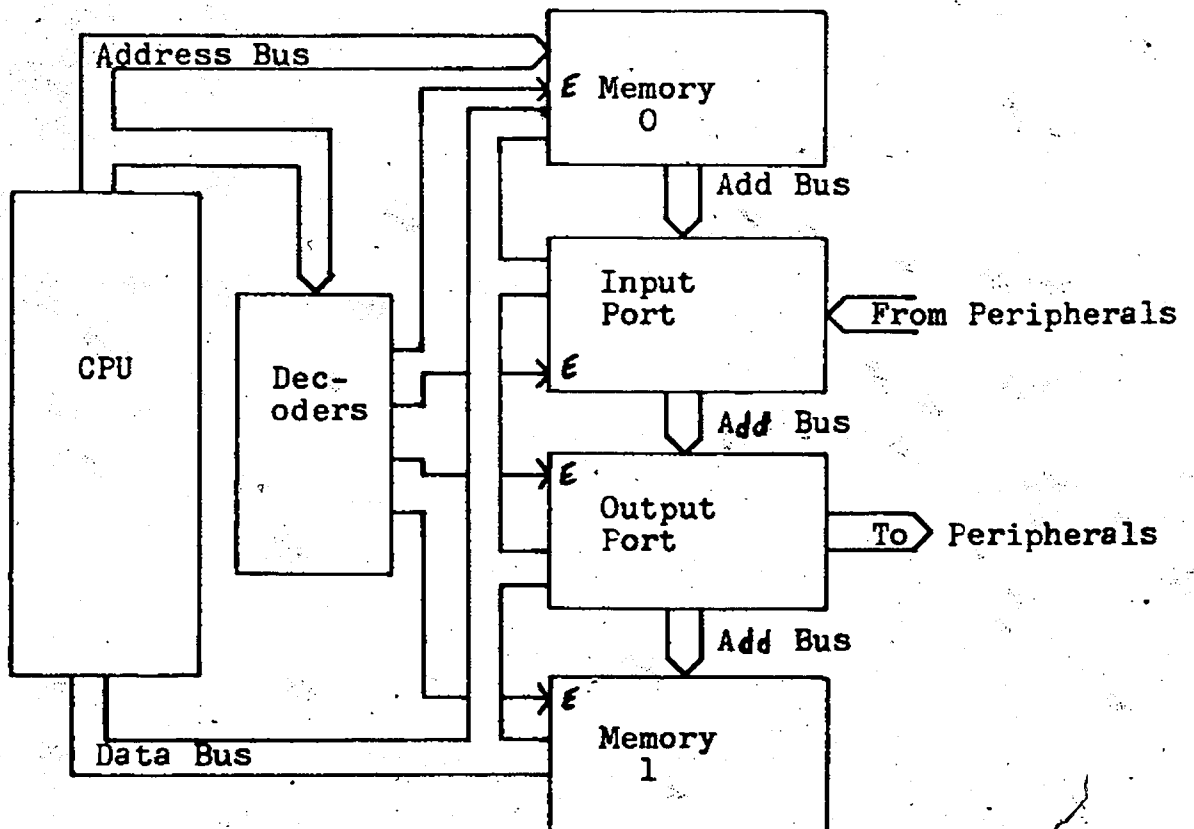 Address Bus
E Memory
0
Add Bus
Input
Port
From Peripherals
E
CPU
Dec-
oders
Add Bus
E
Output
Port
To Peripherals
Add Bus
E
Memory
1
Data Bus